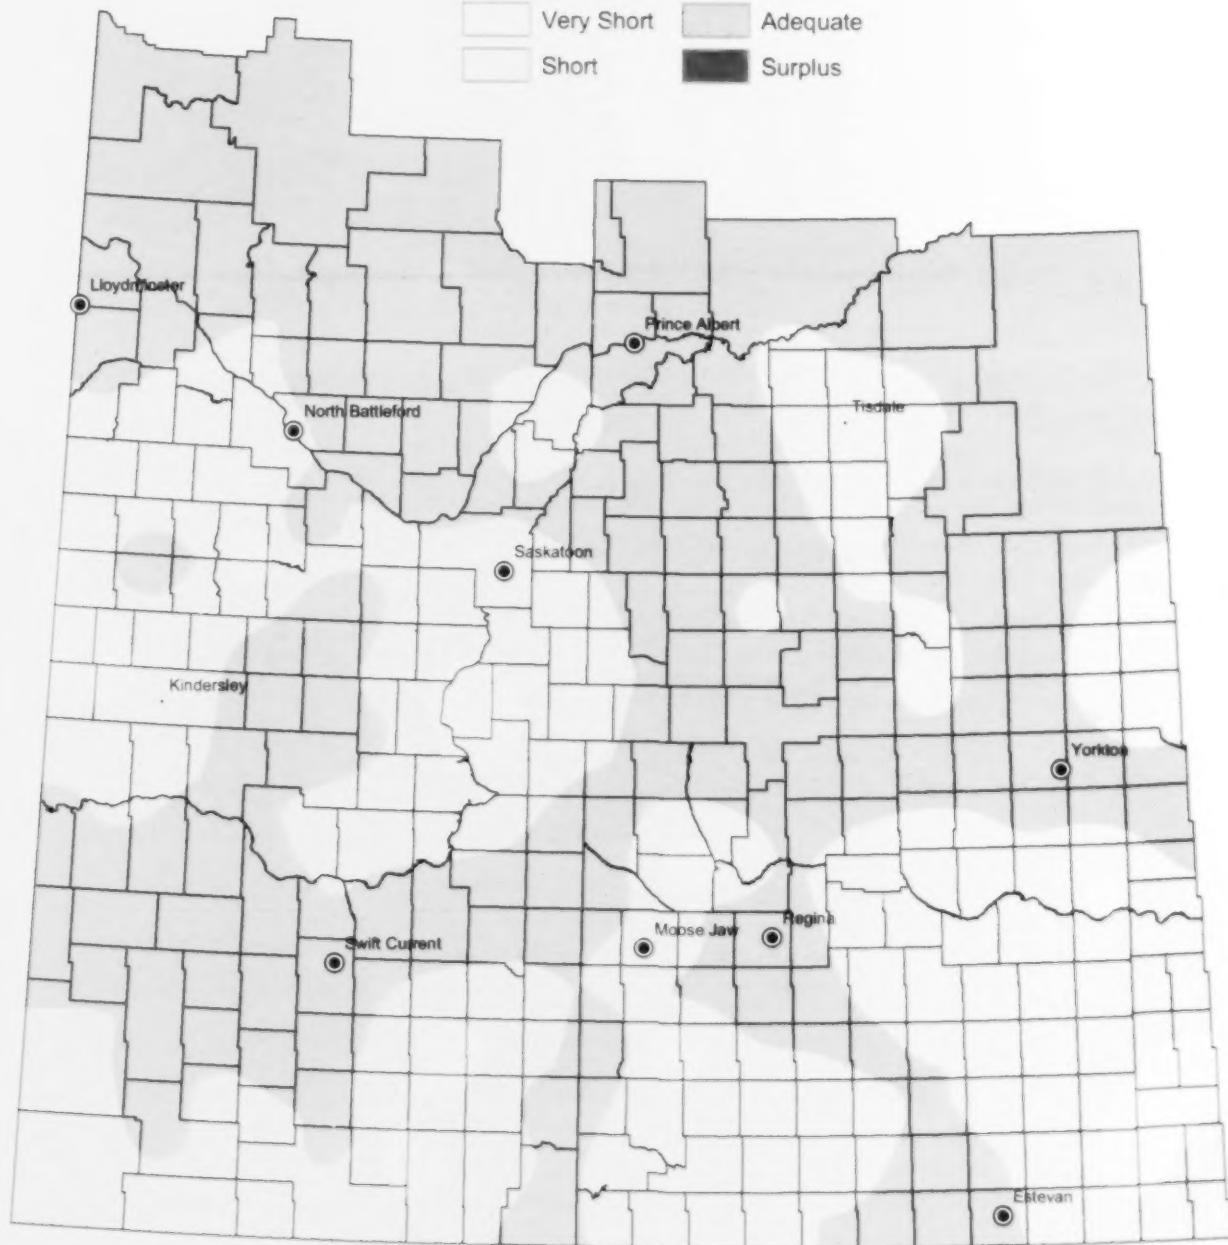 Very Short
Adequate
Short
Surplus
Lloydminster
Prince Albert
North Battleford
Tisdale
Saskatoon
Kindersley
Yorkton
Swift Current
Moose Jaw
Regina
Estevan